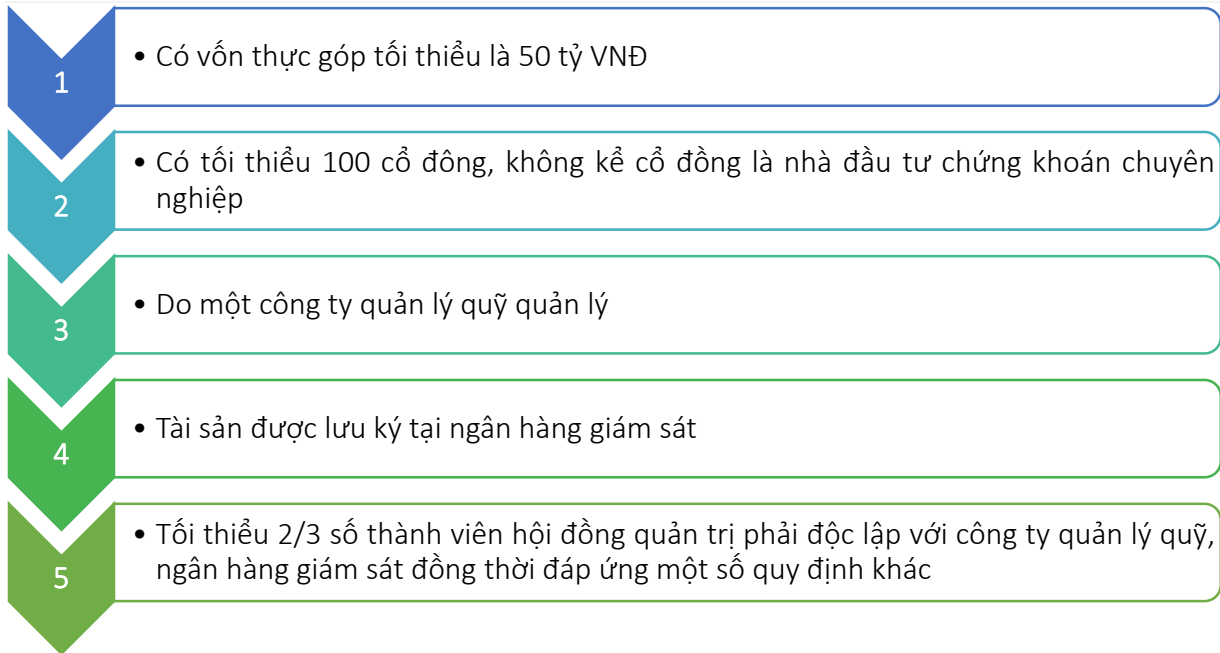 1
• Có vốn thực góp tối thiểu là 50 tỷ VNĐ
2
• Có tối thiểu 100 cổ đông, không kể cổ đồng là nhà đầu tư chứng khoán chuyên
nghiệp
3
• Do một công ty quản lý quỹ quản lý
4
• Tài sản được lưu ký tại ngân hàng giám sát
5
• Tối thiểu 2/3 số thành viên hội đồng quản trị phải độc lập với công ty quản lý quỹ,
ngân hàng giám sát đồng thời đáp ứng một số quy định khác